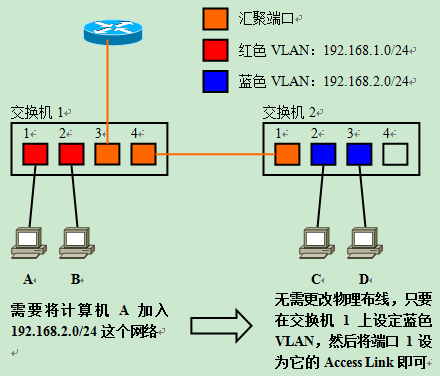 汇聚端口
红色 VLAN：192.168.1.0/24
蓝色 VLAN：192.168.2.0/24
交换机 1
1 2 3 4
交换机 2
1 2 3 4
A B
C D
需要将计算机 A 加入
192.168.2.0/24 这个网络
无需更改物理布线，只要
在交换机 1 上设定蓝色
VLAN，然后将端口 1 设
为它的 Access Link 即可